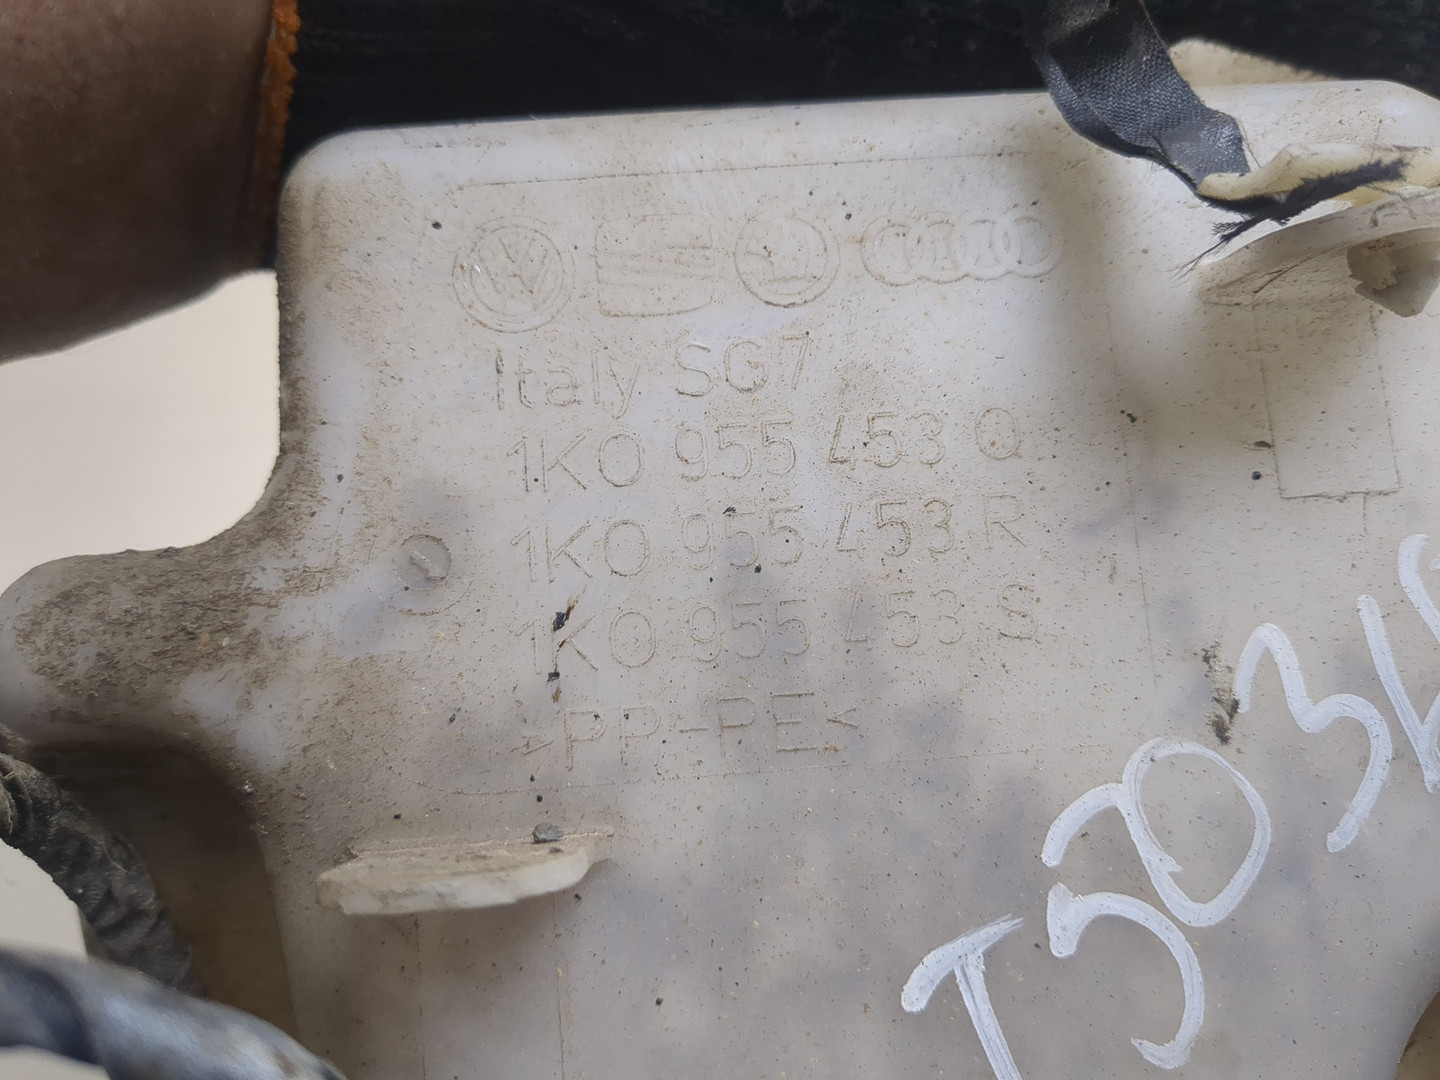 Italy SG7
1K0 955 453 Q
1K0 955 453 R
1K0 955 453 S
>PP-PE<